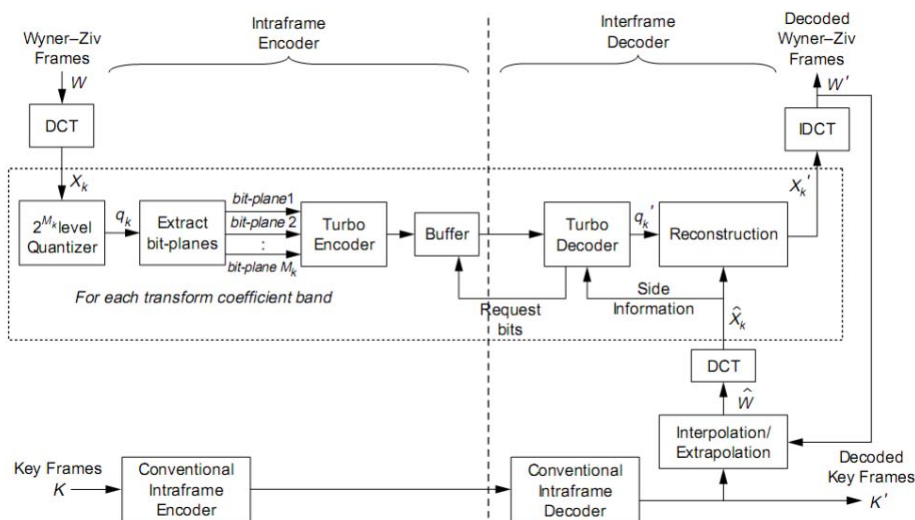 Wyner–Ziv
Frames
W
Intraframe
Encoder
Interframe
Decoder
Decoded
Wyner–Ziv
Frames
W'
DCT
IDCT
X_k
X_k'
2^{M_k} level
Quantizer
q_k
Extract
bit-planes
bit-plane1
bit-plane 2
:
bit-plane M_k
Turbo
Encoder
Buffer
Turbo
Decoder
q_k'
Reconstruction
For each transform coefficient band
Request
bits
Side
Information
X̂_k
DCT
Ŵ
Interpolation/
Extrapolation
Key Frames
K
Conventional
Intraframe
Encoder
Conventional
Intraframe
Decoder
Decoded
Key Frames
K'